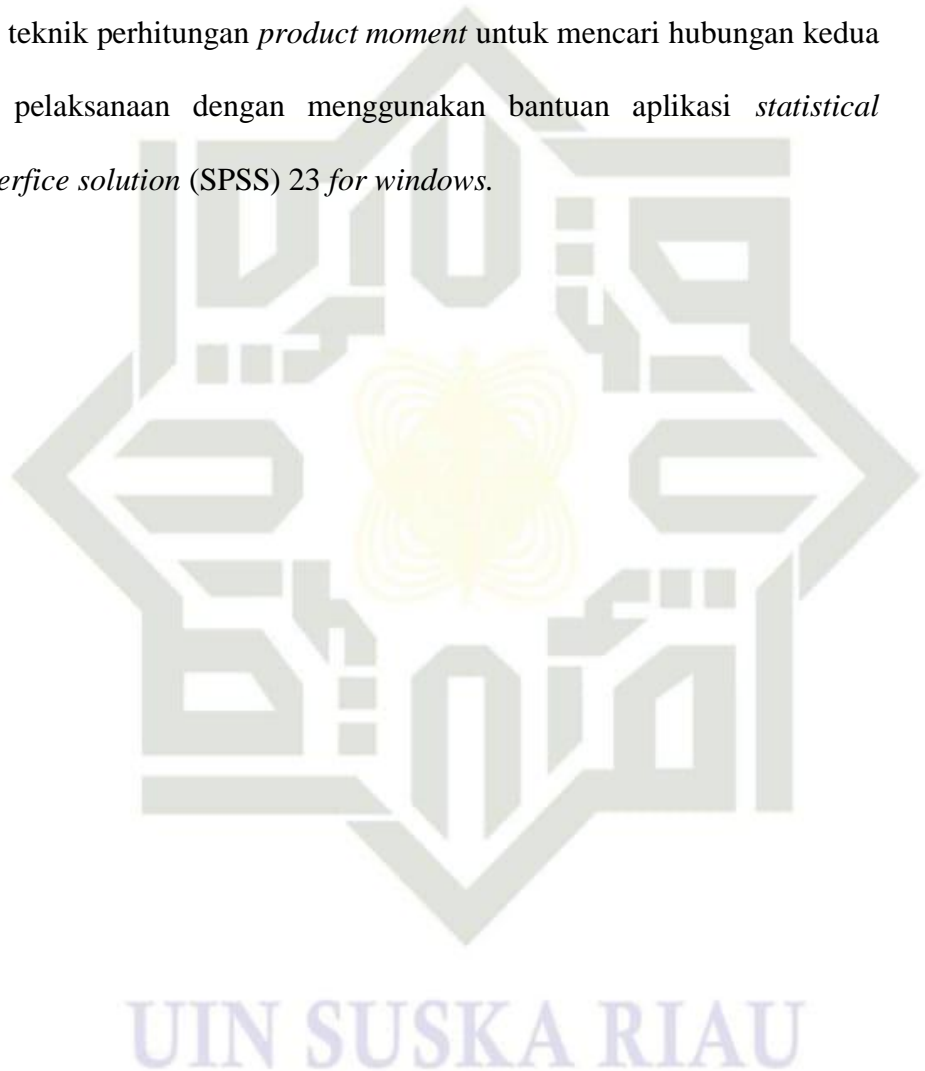 teknik perhitungan product moment untuk mencari hubungan kedua
pelaksanaan dengan menggunakan bantuan aplikasi statistical
erfice solution (SPSS) 23 for windows.
UIN SUSKA RIAU